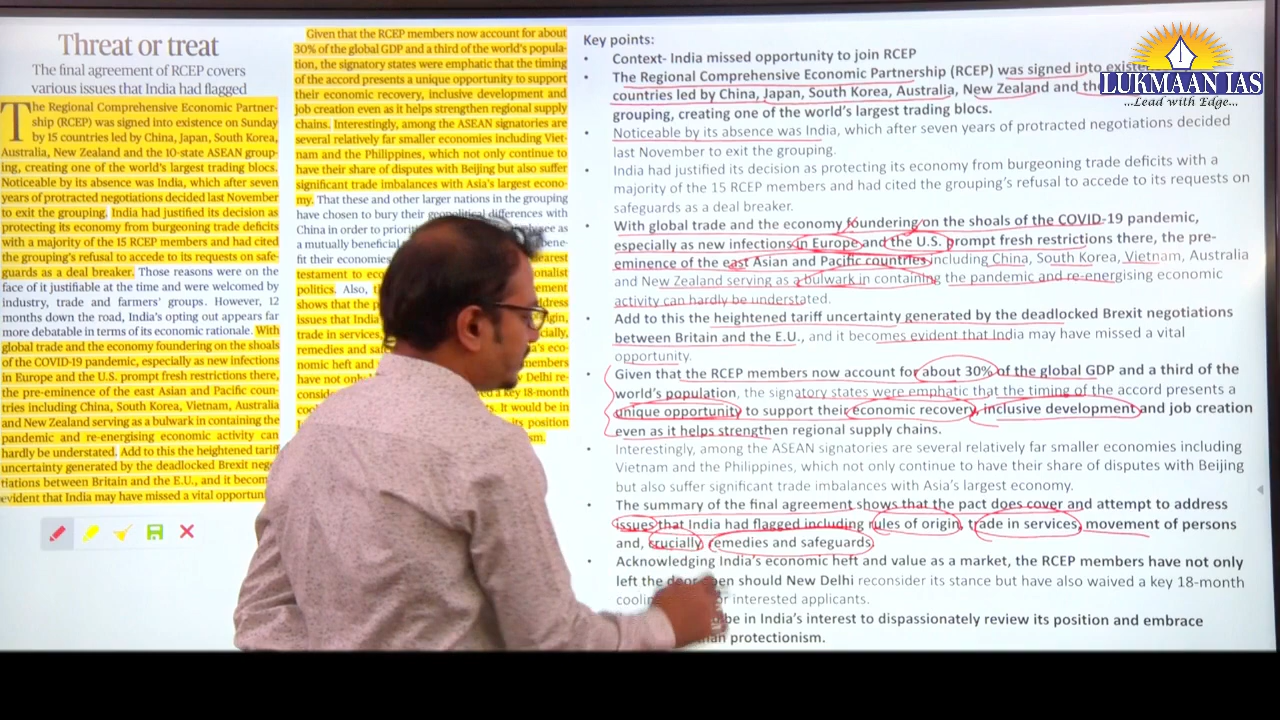 Threat or treat
The final agreement of RCEP covers
various issues that India had flagged
The Regional Comprehensive Economic Partner-
ship (RCEP) was signed into existence on Sunday
by 15 countries led by China, Japan, South Korea,
Australia, New Zealand and the 10-state ASEAN group-
ing, creating one of the world's largest trading blocs.
Noticeable by its absence was India, which after seven
years of protracted negotiations decided last November
to exit the grouping. India had justified its decision as
protecting its economy from burgeoning trade deficits
with a majority of the 15 RCEP members and had cited
the grouping's refusal to accede to its requests on safe-
guards as a deal breaker. Those reasons were on the
face of it justifiable at the time and were welcomed by
industry, trade and farmers' groups. However, 12
months down the road, India's opting out appears far
more debatable in terms of its economic rationale. With
global trade and the economy foundering on the shoals
of the COVID-19 pandemic, especially as new infections
in Europe and the U.S. prompt fresh restrictions there,
the pre-eminence of the east Asian and Pacific coun-
tries including China, South Korea, Vietnam, Australia
and New Zealand serving as a bulwark in containing the
pandemic and re-energising economic activity can
hardly be understated. Add to this the heightened tariff
uncertainty generated by the deadlocked Brexit nego
tiations between Britain and the E.U., and it becom
evident that India may have missed a vital opportuni
Given that the RCEP members now account for about
30% of the global GDP and a third of the world's popula-
tion, the signatory states were emphatic that the timing
of the accord presents a unique opportunity to support
their economic recovery, inclusive development and
job creation even as it helps strengthen regional supply
chains. Interestingly, among the ASEAN signatories are
several relatively far smaller economies including Viet-
nam and the Philippines, which not only continue to
have their share of disputes with Beijing but also suffer
significant trade imbalances with Asia's largest econo-
my. That these and other larger nations in the grouping
have chosen to bury their geopolitical differences with
China in order to priori
a mutually beneficial
fit their economies
testament to eco
politics. Also, th
shows that the p
issues that India
trade in services,
remedies and safe
nomic heft and
have not only
Key points:
• Context- India missed opportunity to join RCEP
• The Regional Comprehensive Economic Partnership (RCEP) was signed into existe
countries led by China, Japan, South Korea, Australia, New Zealand and the
grouping, creating one of the world's largest trading blocs.
• Noticeable by its absence was India, which after seven years of protracted negotiations decided
last November to exit the grouping.
• India had justified its decision as protecting its economy from burgeoning trade deficits with a
majority of the 15 RCEP members and had cited the grouping's refusal to accede to its requests on
safeguards as a deal breaker.
• With global trade and the economy foundering on the shoals of the COVID-19 pandemic,
especially as new infections in Europe and the U.S. prompt fresh restrictions there, the pre-
eminence of the east Asian and Pacific countries including China, South Korea, Vietnam, Australia
and New Zealand serving as a bulwark in containing the pandemic and re-energising economic
activity can hardly be understated.
• Add to this the heightened tariff uncertainty generated by the deadlocked Brexit negotiations
between Britain and the E.U., and it becomes evident that India may have missed a vital
opportunity.
• Given that the RCEP members now account for about 30% of the global GDP and a third of the
world's population, the signatory states were emphatic that the timing of the accord presents a
unique opportunity to support their economic recovery, inclusive development and job creation
even as it helps strengthen regional supply chains.
• Interestingly, among the ASEAN signatories are several relatively far smaller economies including
Vietnam and the Philippines, which not only continue to have their share of disputes with Beijing
but also suffer significant trade imbalances with Asia's largest economy.
• The summary of the final agreement shows that the pact does cover and attempt to address
issues that India had flagged including rules of origin, trade in services, movement of persons
and, crucially remedies and safeguards.
• Acknowledging India's economic heft and value as a market, the RCEP members have not only
left the door open should New Delhi reconsider its stance but have also waived a key 18-month
interested applicants.
be in India's interest to dispassionately review its position and embrace
protectionism.
LUKMAAN IAS
...Lead with Edge...